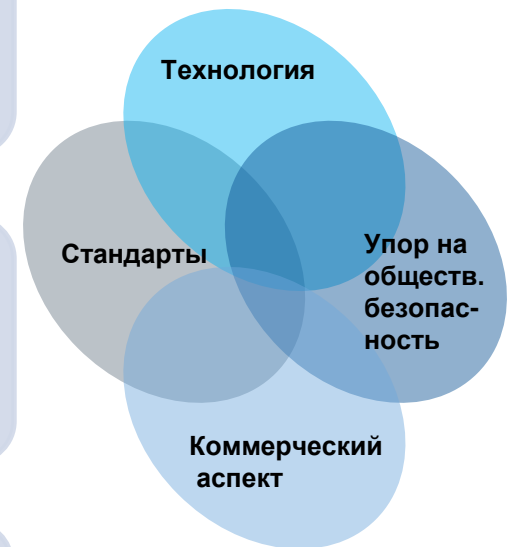 Технология
Стандарты
Упор на
обществ.
безопас-
ность
Коммерческий
аспект